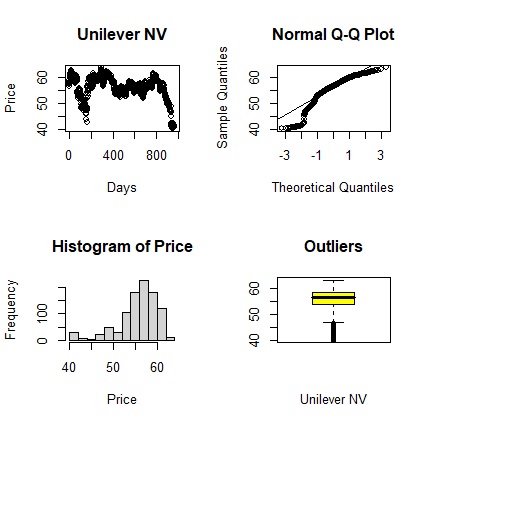 Unilever NV
Price
40 50 60
0 400 800
Days
Normal Q-Q Plot
Sample Quantiles
40 50 60
-3 -1 1 2 3
Theoretical Quantiles
Histogram of Price
Frequency
0 100
40 50 60
Price
Outliers
40 50 60
Unilever NV